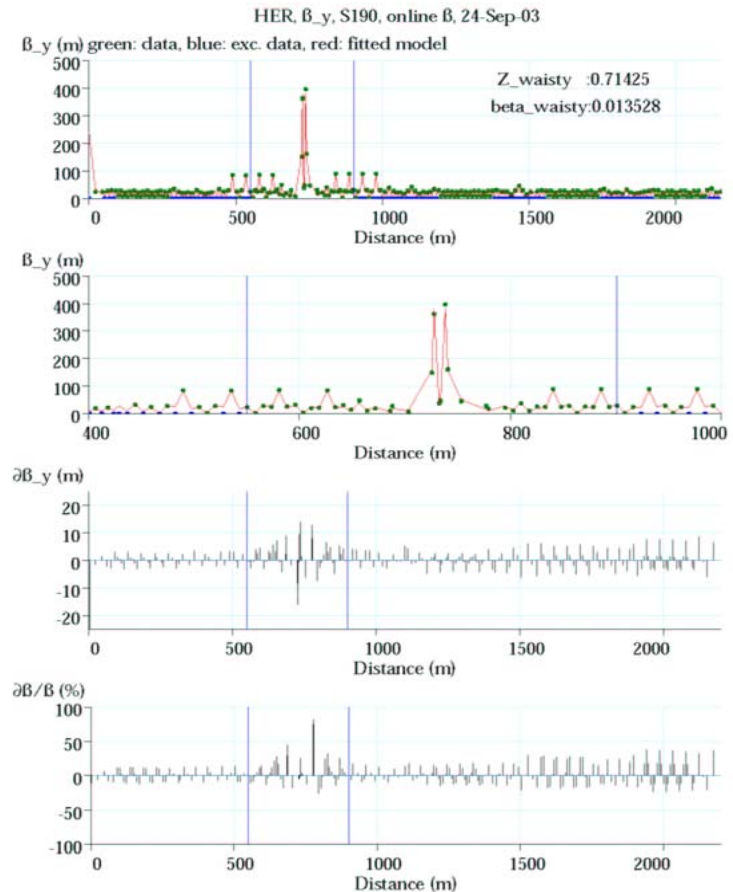 HER, ß_y, S190, online ß, 24-Sep-03
ß_y (m) green: data, blue: exc. data, red: fitted model
500
400
300
200
100
0
Z_waisty :0.71425
beta_waisty:0.013528
0 500 1000 1500 2000
Distance (m)
ß_y (m)
500
400
300
200
100
0
400 600 800 1000
Distance (m)
∂ß_y (m)
20
10
0
-10
-20
0 500 1000 1500 2000
Distance (m)
∂ß/ß (%)
100
50
0
-50
-100
0 500 1000 1500 2000
Distance (m)